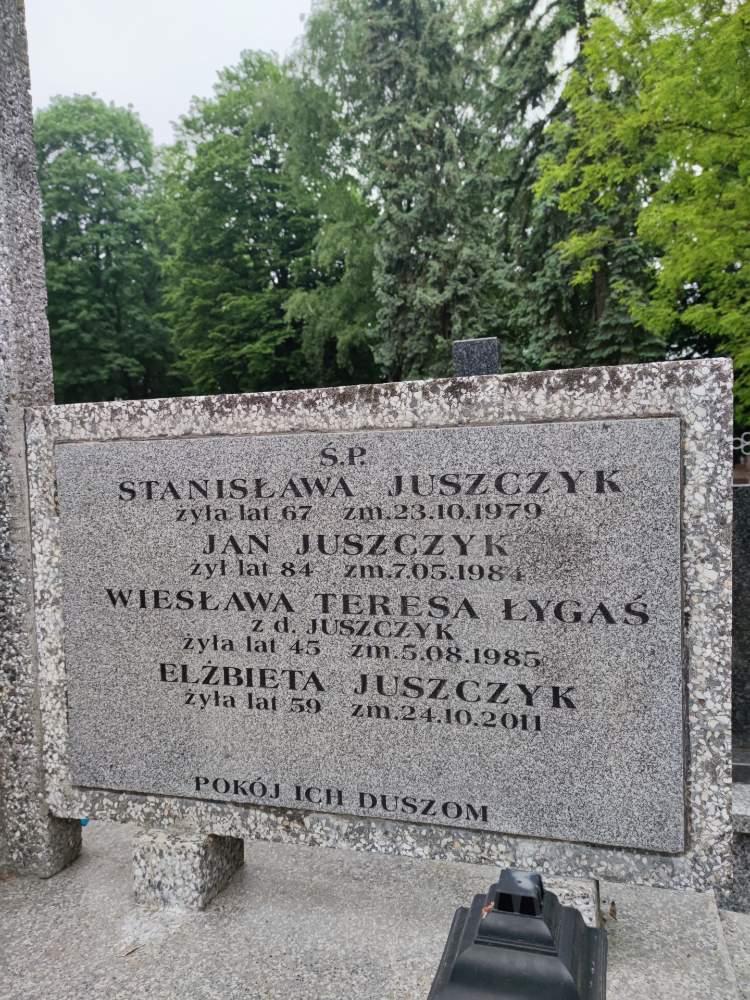 Ś.P.
STANISŁAWA JUSZCZYK
żyła lat 67 zm.23.10.1979
JAN JUSZCZYK
żył lat 84 zm.7.05.1984
WIESŁAWA TERESA ŁYGAŚ
z d. JUSZCZYK
żyła lat 45 zm.5.08.1985
ELŻBIETA JUSZCZYK
żyła lat 59 zm.24.10.2011
POKÓJ ICH DUSZOM